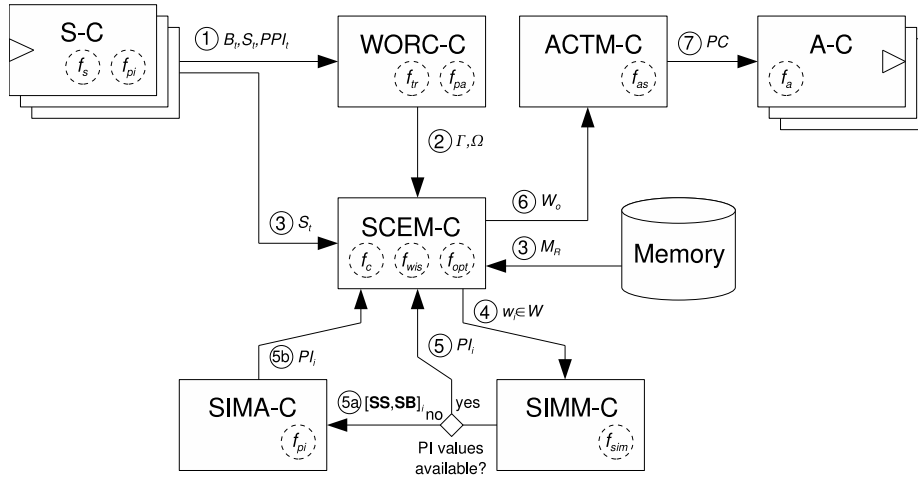 S-C
f_s f_pi
① B_t,S_t,PPI_t
WORC-C
f_tr f_pa
ACTM-C
f_as
⑦ PC
A-C
f_a
② Γ,Ω
③ S_t
SCEM-C
f_c f_wis f_opt
⑥ W_o
③ M_R
Memory
④ w_i∈W
⑤ PI_i
5b PI_i
SIMA-C
f_pi
5a [SS,SB]_i
no
yes
PI values
available?
SIMM-C
f_sim